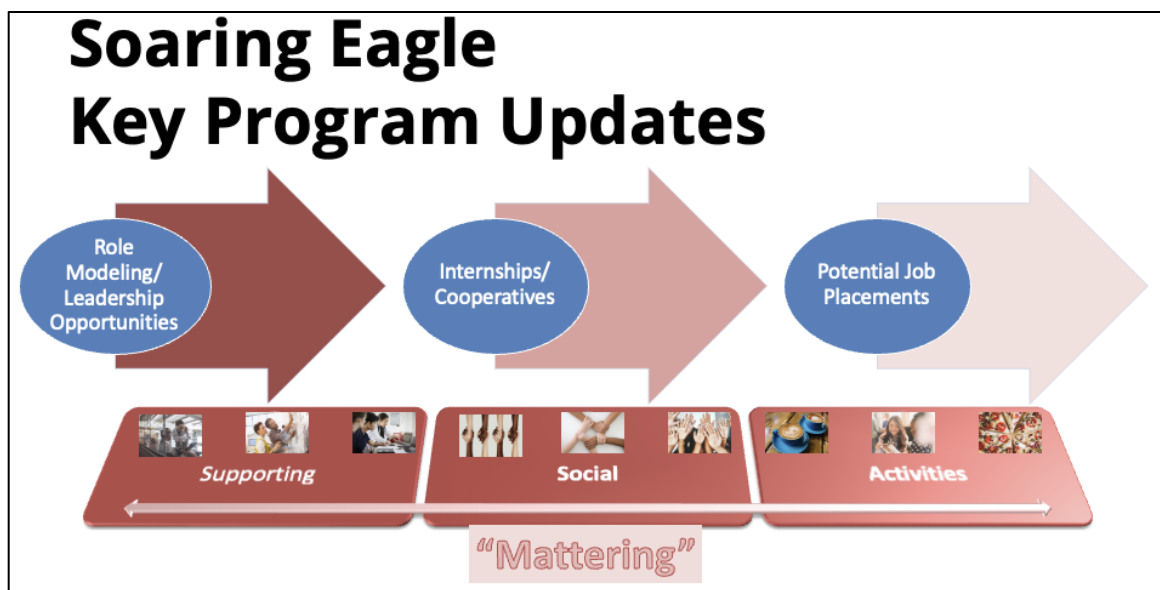 Soaring Eagle
Key Program Updates
Role
Modeling/
Leadership
Opportunities
Internships/
Cooperatives
Potential Job
Placements
Supporting
Social
Activities
“Mattering”